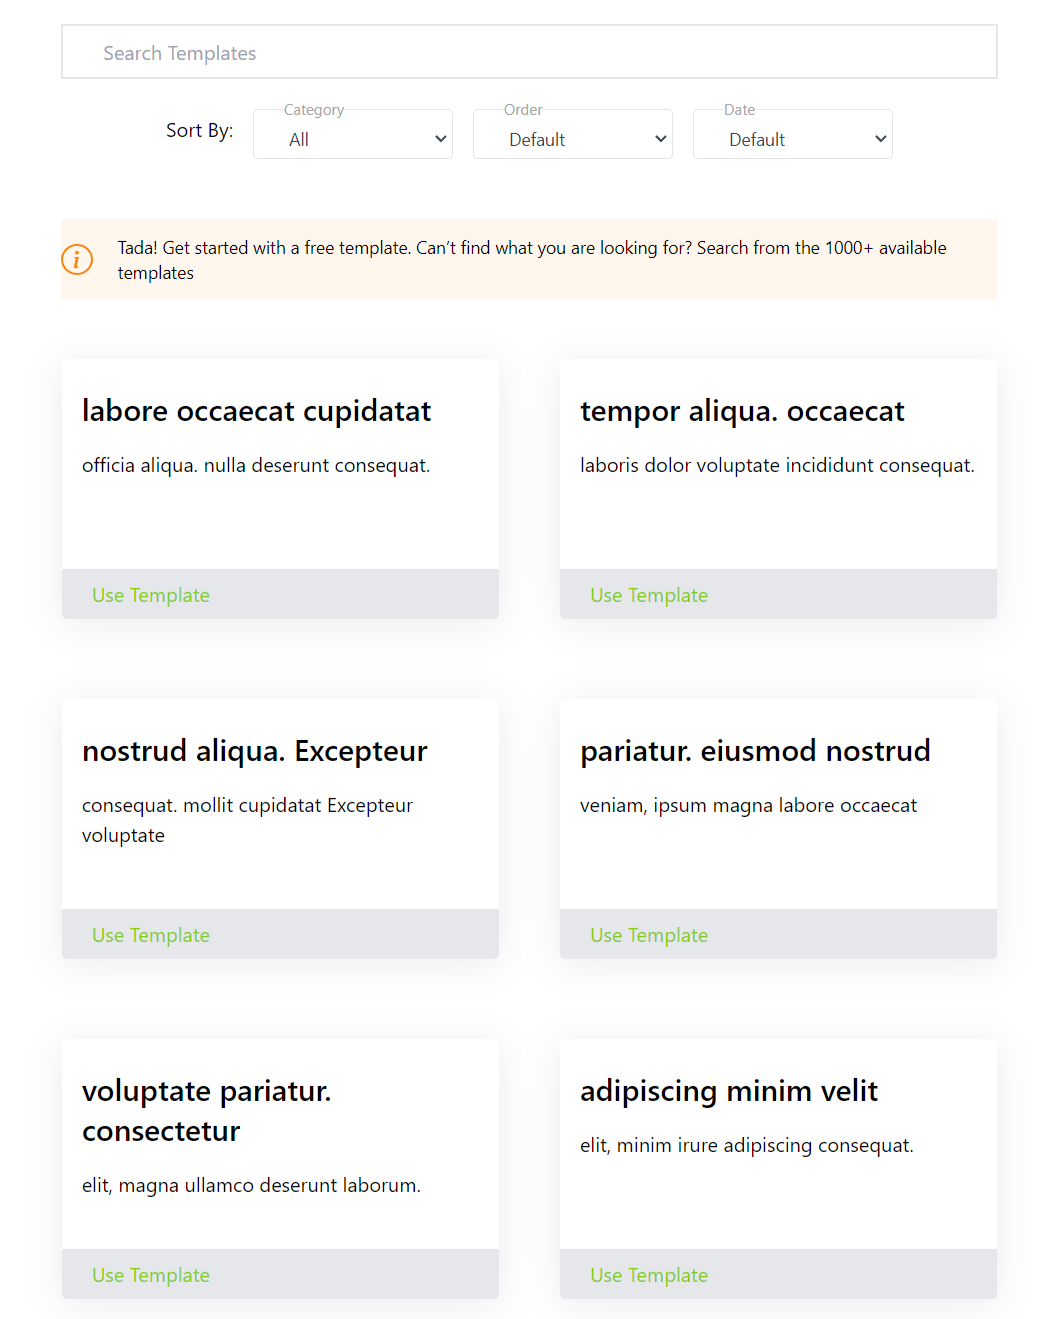 Search Templates
Sort By:
Category
All
Order
Default
Date
Default
Tada! Get started with a free template. Can’t find what you are looking for? Search from the 1000+ available
templates
labore occaecat cupidatat
officia aliqua. nulla deserunt consequat.
Use Template
tempor aliqua. occaecat
laboris dolor voluptate incididunt consequat.
Use Template
nostrud aliqua. Excepteur
consequat. mollit cupidatat Excepteur
voluptate
Use Template
pariatur. eiusmod nostrud
veniam, ipsum magna labore occaecat
Use Template
voluptate pariatur.
consectetur
elit, magna ullamco deserunt laborum.
Use Template
adipiscing minim velit
elit, minim irure adipiscing consequat.
Use Template